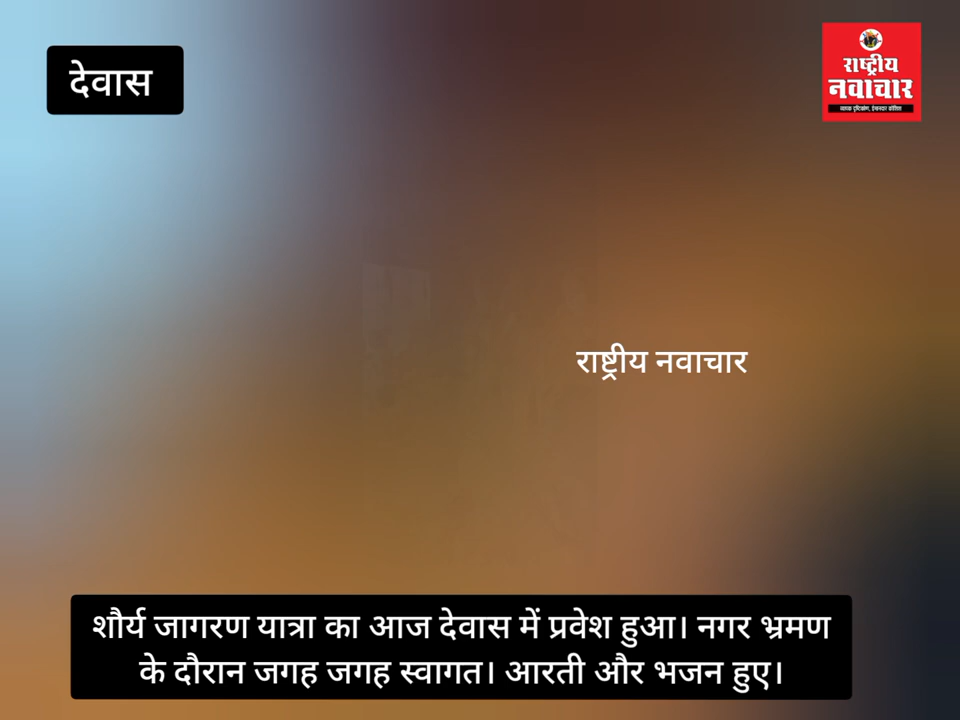 देवास
राष्ट्रीय
नवाचार
राष्ट्रीय नवाचार
शौर्य जागरण यात्रा का आज देवास में प्रवेश हुआ। नगर भ्रमण
के दौरान जगह जगह स्वागत। आरती और भजन हुए।